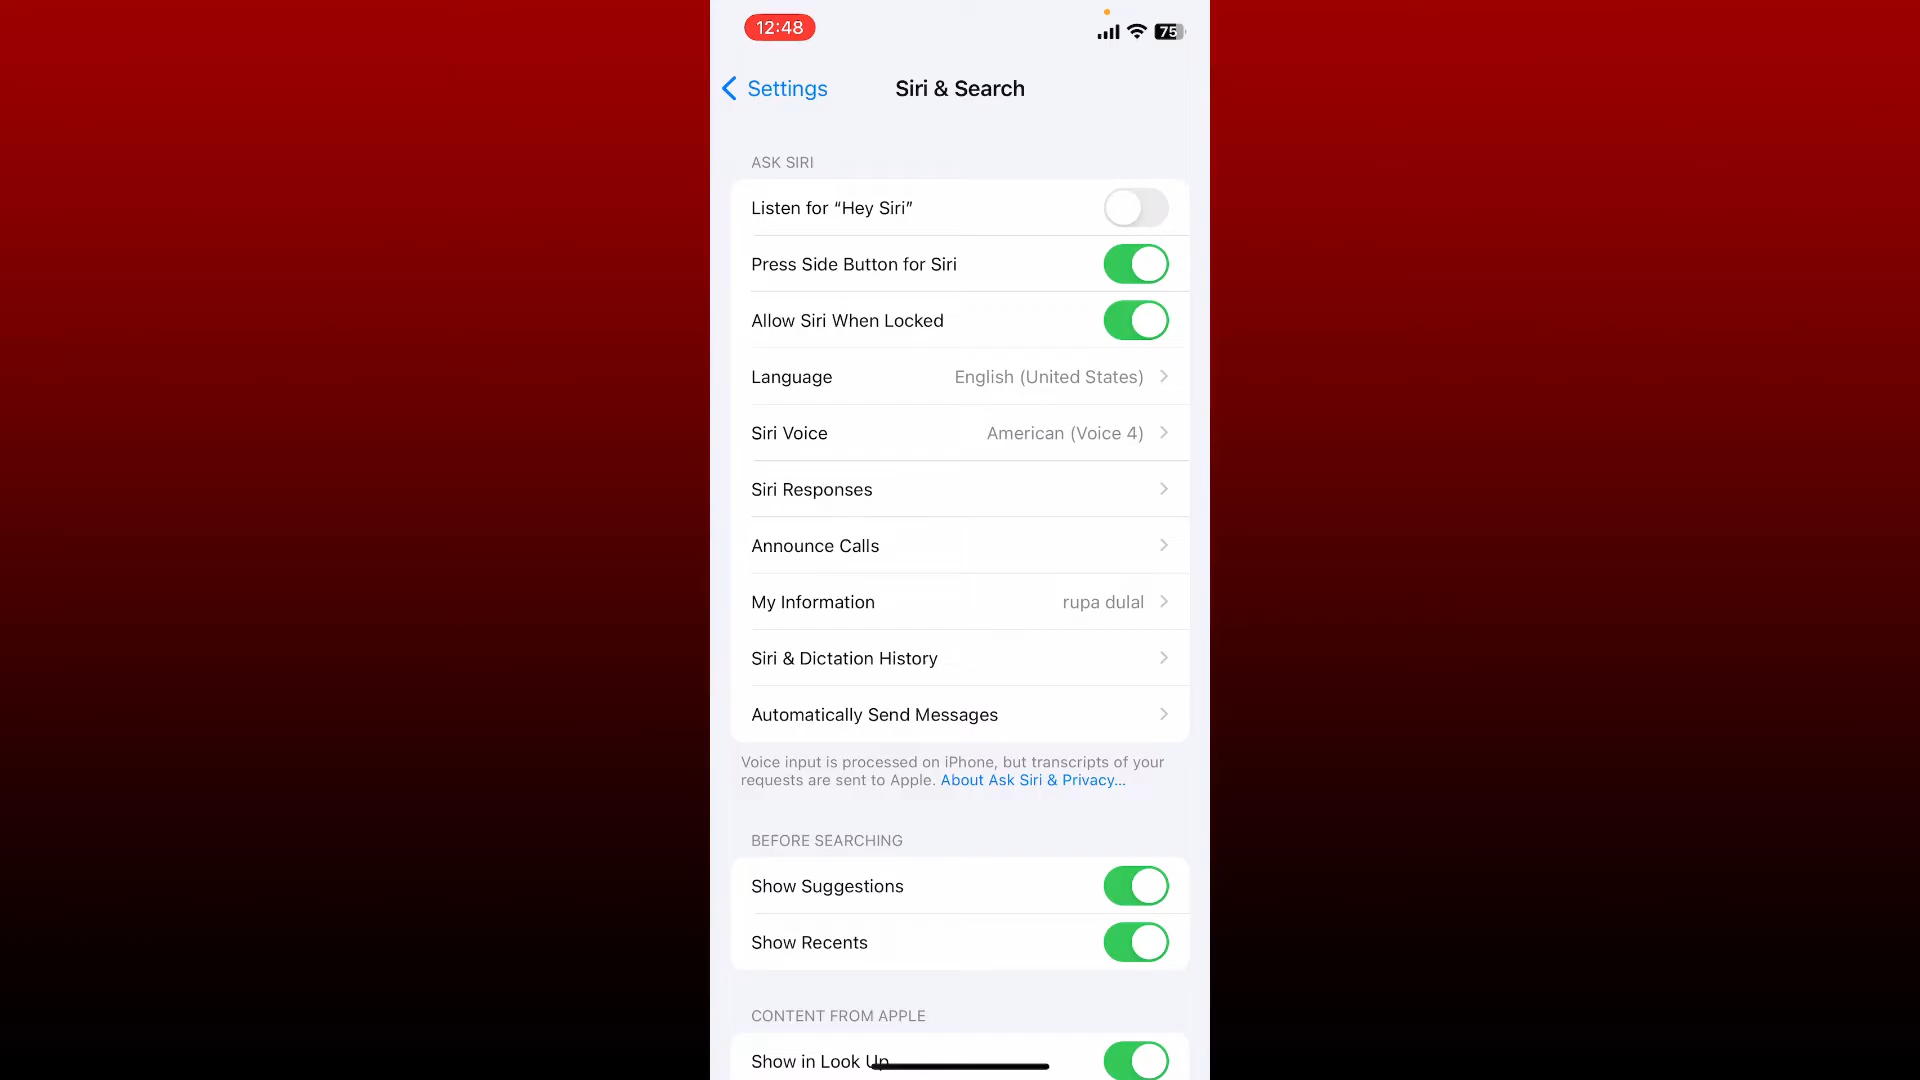 12:48
75
Settings
Siri & Search
ASK SIRI
Listen for “Hey Siri”
Press Side Button for Siri
Allow Siri When Locked
Language English (United States)
Siri Voice American (Voice 4)
Siri Responses
Announce Calls
My Information rupa dulal
Siri & Dictation History
Automatically Send Messages
Voice input is processed on iPhone, but transcripts of your
requests are sent to Apple. About Ask Siri & Privacy...
BEFORE SEARCHING
Show Suggestions
Show Recents
CONTENT FROM APPLE
Show in Look Up